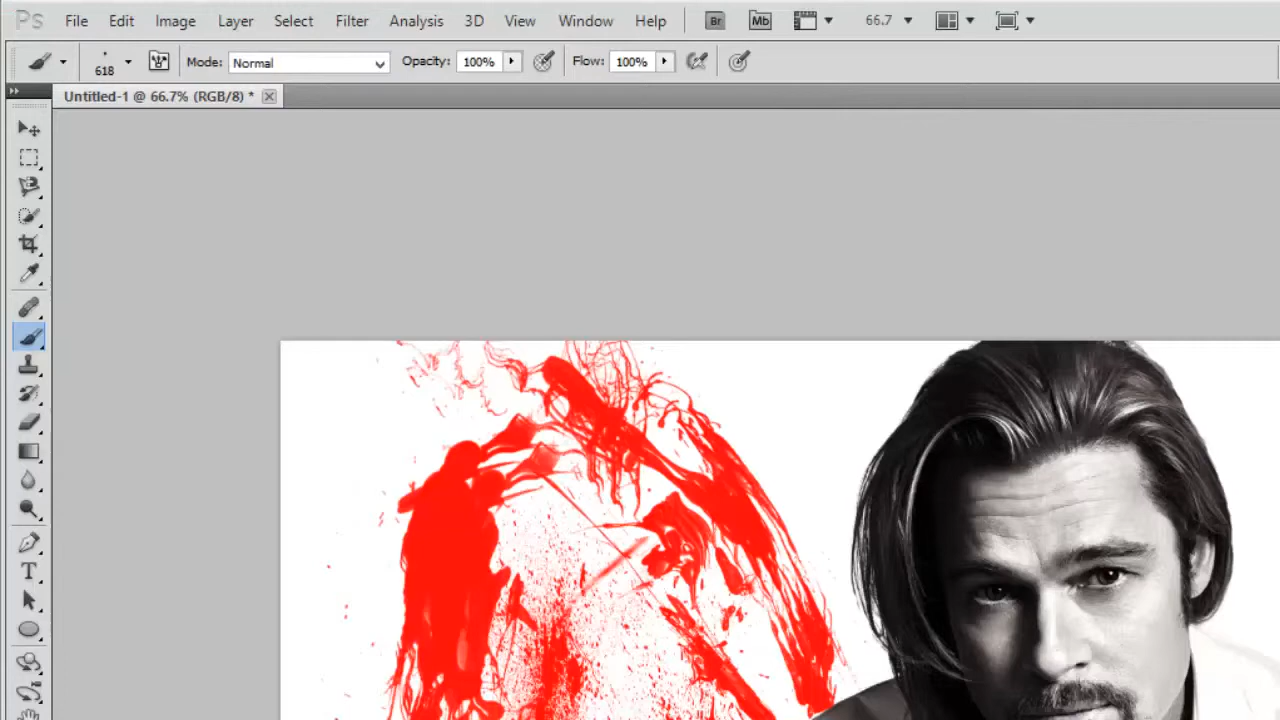 Ps File Edit Image Layer Select Filter Analysis 3D View Window Help Br Mb 66.7
618 Mode: Normal Opacity: 100% Flow: 100%
Untitled-1 @ 66.7% (RGB/8) *
T